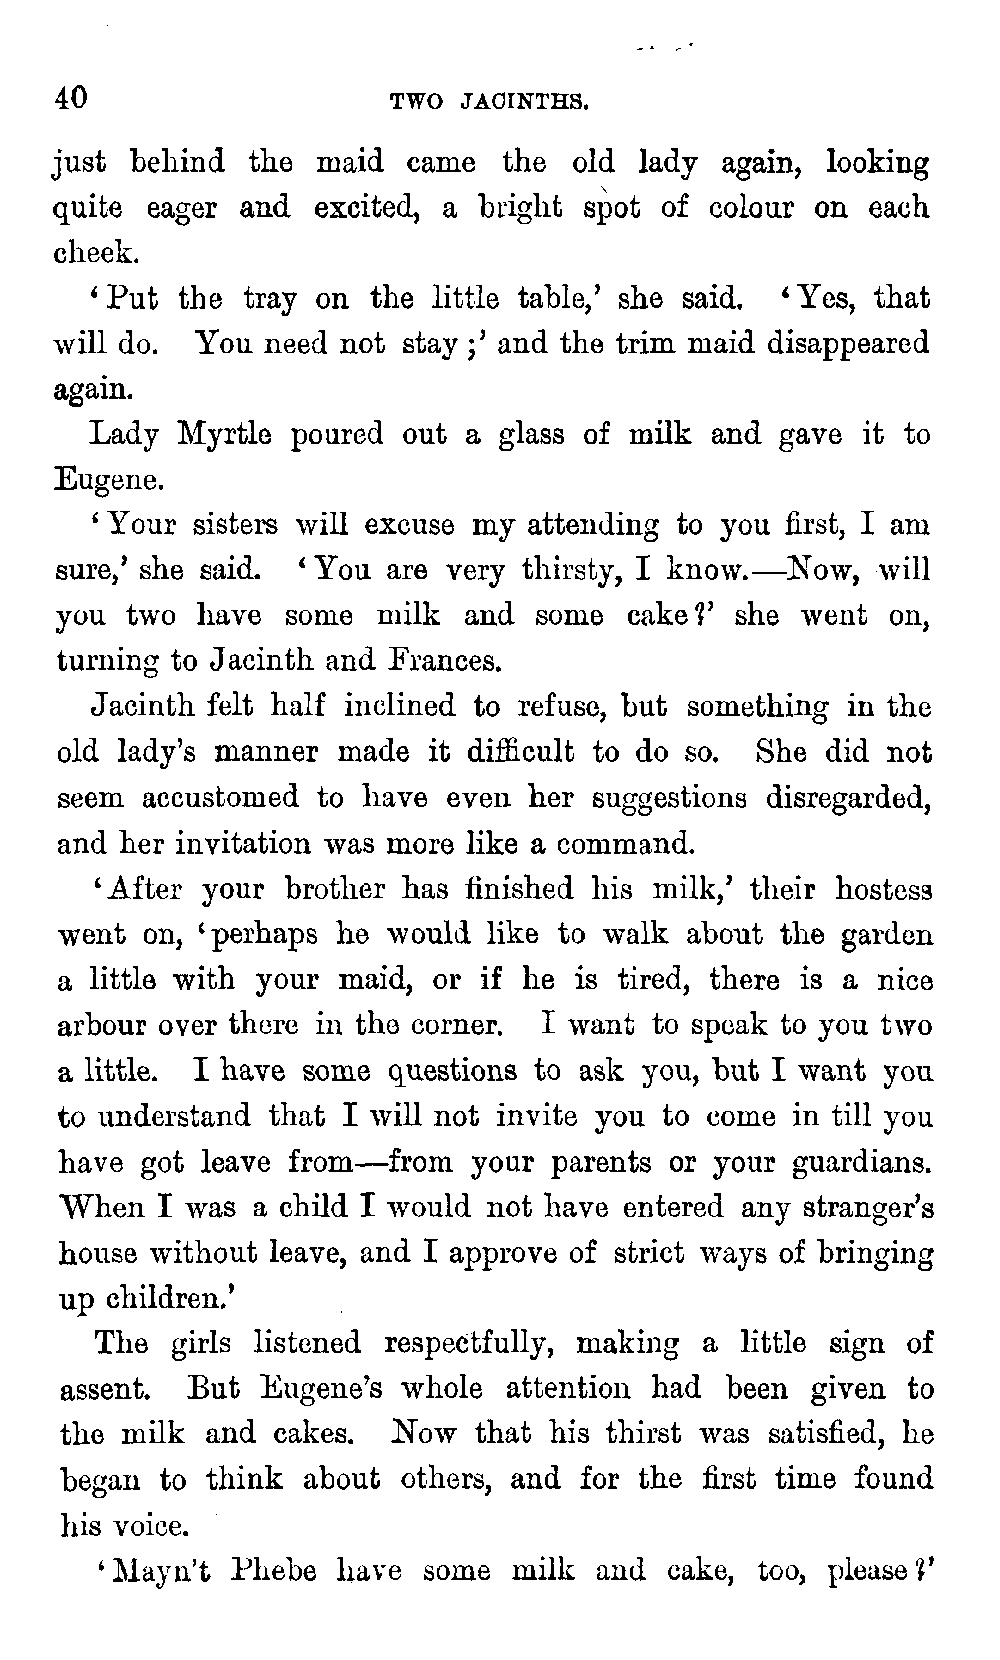 40 TWO JACINTHS.
just behind the maid came the old lady again, looking
quite eager and excited, a bright spot of colour on each
cheek.
‘Put the tray on the little table,’ she said. ‘Yes, that
will do. You need not stay;’ and the trim maid disappeared
again.
Lady Myrtle poured out a glass of milk and gave it to
Eugene.
‘Your sisters will excuse my attending to you first, I am
sure,’ she said. ‘You are very thirsty, I know.—Now, will
you two have some milk and some cake?’ she went on,
turning to Jacinth and Frances.
Jacinth felt half inclined to refuse, but something in the
old lady’s manner made it difficult to do so. She did not
seem accustomed to have even her suggestions disregarded,
and her invitation was more like a command.
‘After your brother has finished his milk,’ their hostess
went on, ‘perhaps he would like to walk about the garden
a little with your maid, or if he is tired, there is a nice
arbour over there in the corner. I want to speak to you two
a little. I have some questions to ask you, but I want you
to understand that I will not invite you to come in till you
have got leave from—from your parents or your guardians.
When I was a child I would not have entered any stranger’s
house without leave, and I approve of strict ways of bringing
up children.’
The girls listened respectfully, making a little sign of
assent. But Eugene’s whole attention had been given to
the milk and cakes. Now that his thirst was satisfied, he
began to think about others, and for the first time found
his voice.
‘Mayn’t Phebe have some milk and cake, too, please?’